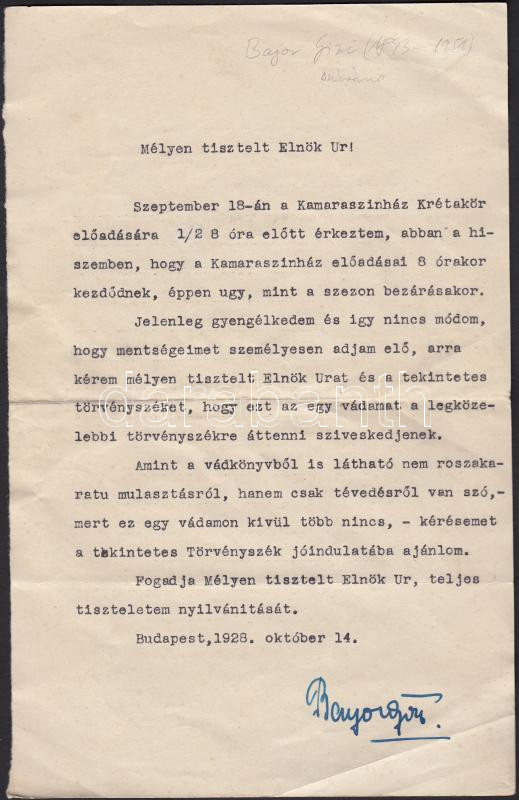 Bajor Gizi (1893-1951)
Mélyen tisztelt Elnök Ur!
Szeptember 18-án a Kamaraszinház Krétakör
előadására 1/2 8 óra előtt érkeztem, abban a hi-
szemben, hogy a Kamaraszinház előadásai 8 órakor
kezdődnek, éppen ugy, mint a szezon bezárásakor.
Jelenleg gyengélkedem és igy nincs módom,
hogy mentségeimet személyesen adjam elő, arra
kérem mélyen tisztelt Elnök Urat és a tekintetes
törvényszéket, hogy ezt az egy vádamat a legköze-
lebbi törvényszékre áttenni sziveskedjenek.
Amint a vádkönyvből is látható nem roszaka-
ratu mulasztásról, hanem csak tévedésről van szó,-
mert ez egy vádamon kivül több nincs, - kérésemet
a tekintetes Törvényszék jóindulatába ajánlom.
Fogadja Mélyen tisztelt Elnök Ur, teljes
tiszteletem nyilvánitását.
Budapest,1928. október 14.
Bajor Gizi.
darabanth